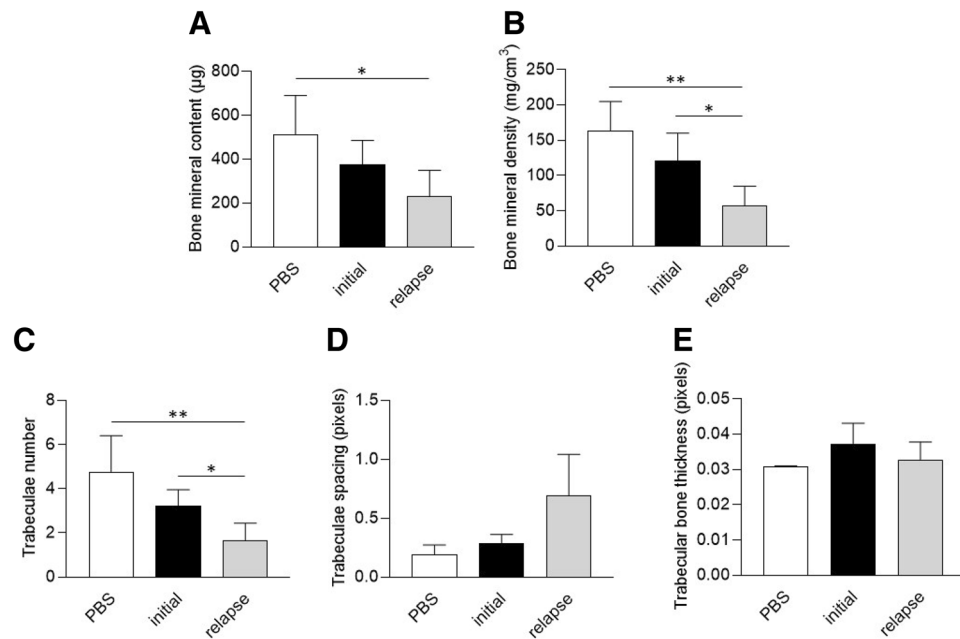 A
Bone mineral content (µg)
800
600
400
200
0
*
PBS
initial
relapse
B
Bone mineral density (mg/cm³)
250
200
150
100
50
0
**
*
PBS
initial
relapse
C
Trabeculae number
8
6
4
2
0
**
*
PBS
initial
relapse
D
Trabeculae spacing (pixels)
1.5
1.0
0.5
0.0
PBS
initial
relapse
E
Trabecular bone thickness (pixels)
0.05
0.04
0.03
0.02
0.01
0.00
PBS
initial
relapse